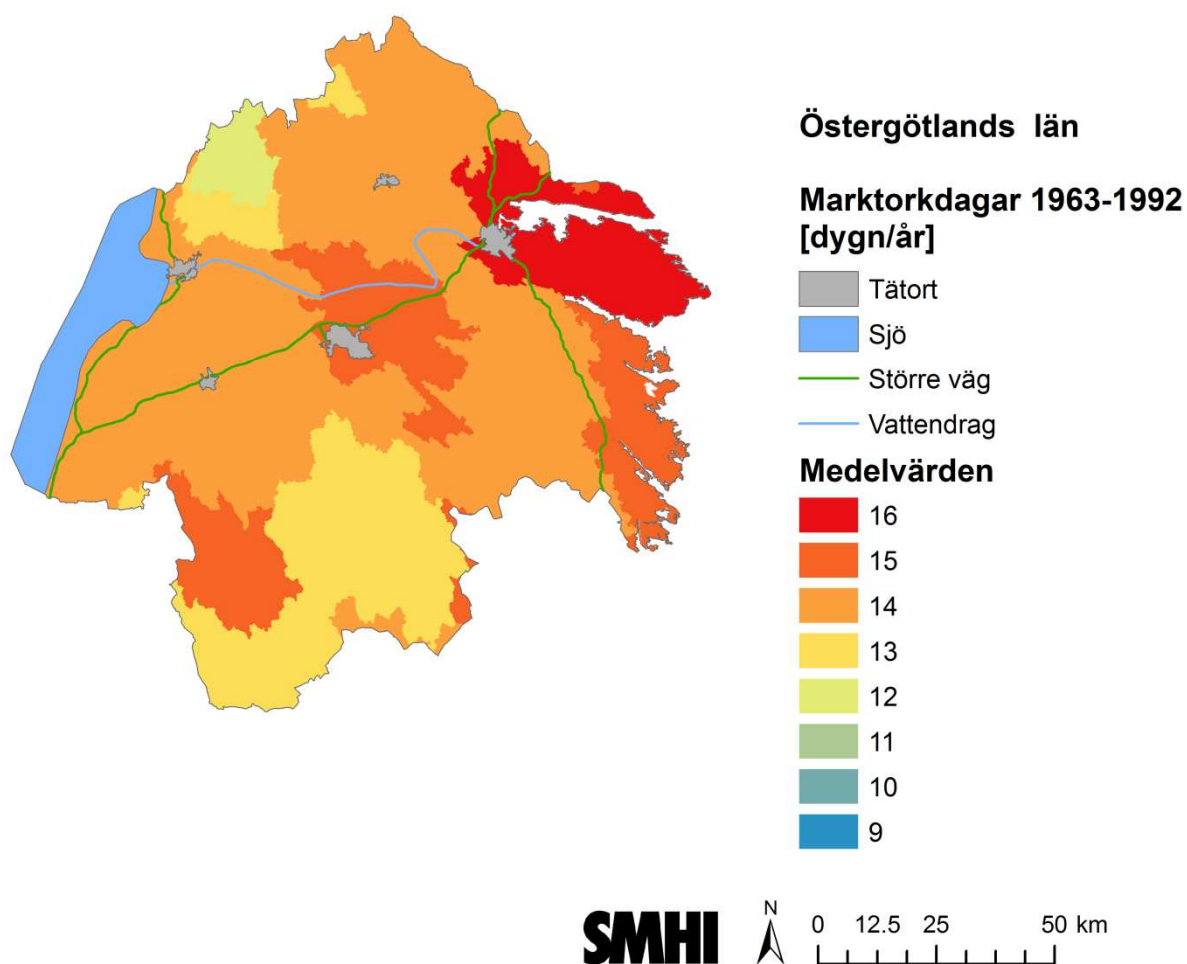 Östergötlands län
Marktorkdagar 1963-1992
[dygn/år]
Tätort
Sjö
Större väg
Vattendrag
Medelvärden
16
15
14
13
12
11
10
9
SMHI
N
0 12.5 25 50 km